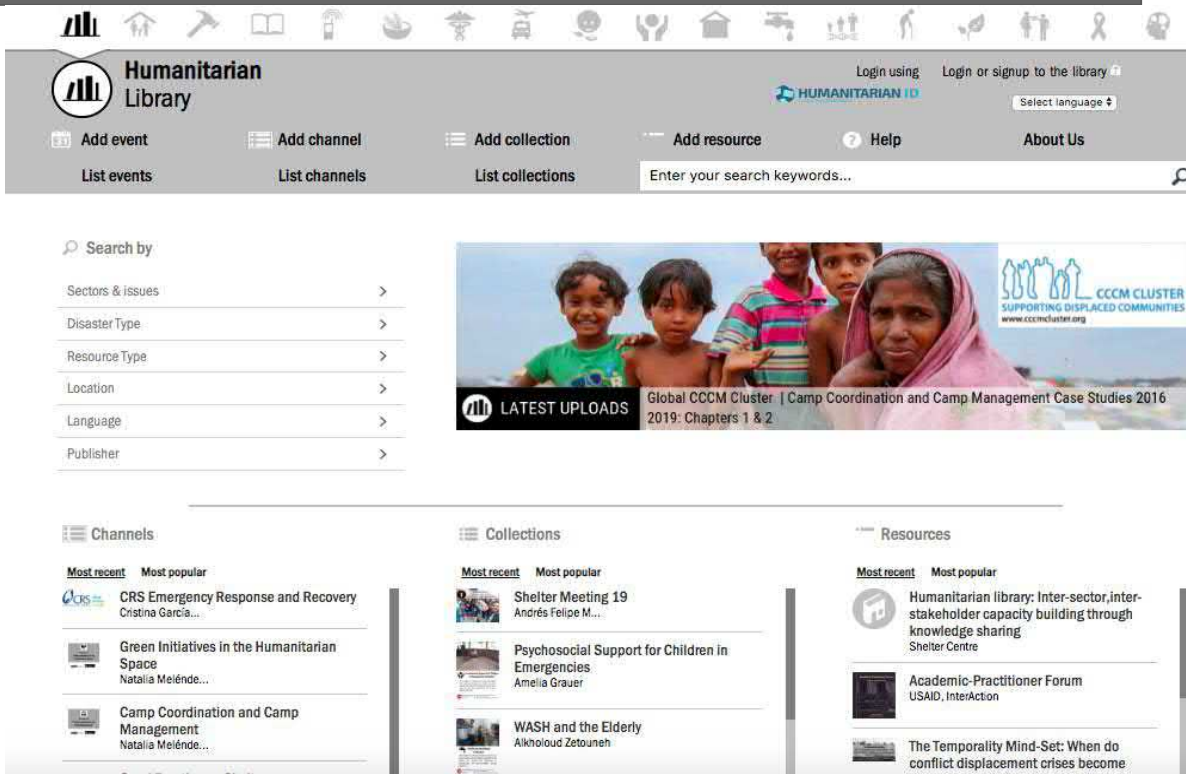 Humanitarian
Library
Login using
HUMANITARIAN ID
Login or signup to the library
Select language
31
Add event
Add channel
Add collection
Add resource
? Help
About Us
List events
List channels
List collections
Enter your search keywords...
Search by
Sectors & issues
Disaster Type
Resource Type
Location
Language
Publisher
CCCM CLUSTER
SUPPORTING DISPLACED COMMUNITIES
www.cccmcluster.org
LATEST UPLOADS
Global CCCM Cluster | Camp Coordination and Camp Management Case Studies 2016
2019: Chapters 1 & 2
Channels
Most recent Most popular
CRS
CRS Emergency Response and Recovery
Cristina García...
Green Initiatives in the Humanitarian
Space
Natalia Melénde...
Camp Coordination and Camp
Management
Natalia Melénde...
Collections
Most recent Most popular
Shelter Meeting 19
Andrés Felipe M...
Psychosocial Support for Children in
Emergencies
Amelia Grauer
WASH and the Elderly
Alkholoud Zetouneh
Resources
Most recent Most popular
Humanitarian library: Inter-sector,inter-
stakeholder capacity building through
knowledge sharing
Shelter Centre
Academic-Practitioner Forum
USAID, InterAction
Temporality Mind-Set: When do
conflict displacement crises become